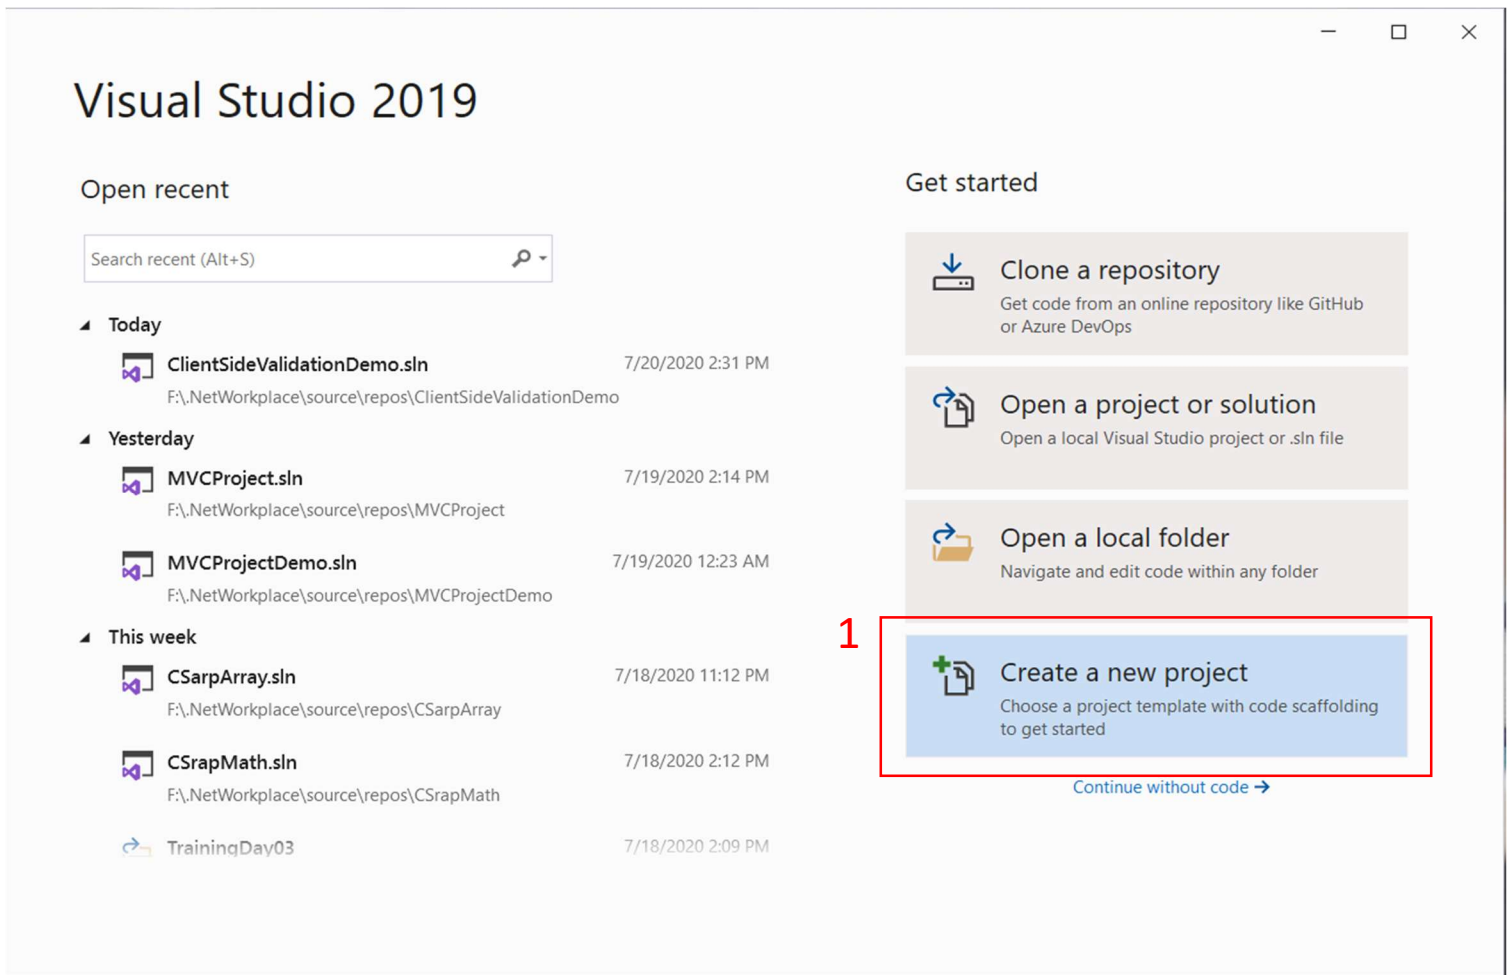 Visual Studio 2019
Open recent
Search recent (Alt+S)
Today
ClientSideValidationDemo.sln 7/20/2020 2:31 PM
F:\.NetWorkplace\source\repos\ClientSideValidationDemo
Yesterday
MVCProject.sln 7/19/2020 2:14 PM
F:\.NetWorkplace\source\repos\MVCProject
MVCProjectDemo.sln 7/19/2020 12:23 AM
F:\.NetWorkplace\source\repos\MVCProjectDemo
This week
CSarpArray.sln 7/18/2020 11:12 PM
F:\.NetWorkplace\source\repos\CSarpArray
CSrapMath.sln 7/18/2020 2:12 PM
F:\.NetWorkplace\source\repos\CSrapMath
TrainingDay03 7/18/2020 2:09 PM
Get started
Clone a repository
Get code from an online repository like GitHub
or Azure DevOps
Open a project or solution
Open a local Visual Studio project or .sln file
Open a local folder
Navigate and edit code within any folder
1
Create a new project
Choose a project template with code scaffolding
to get started
Continue without code →